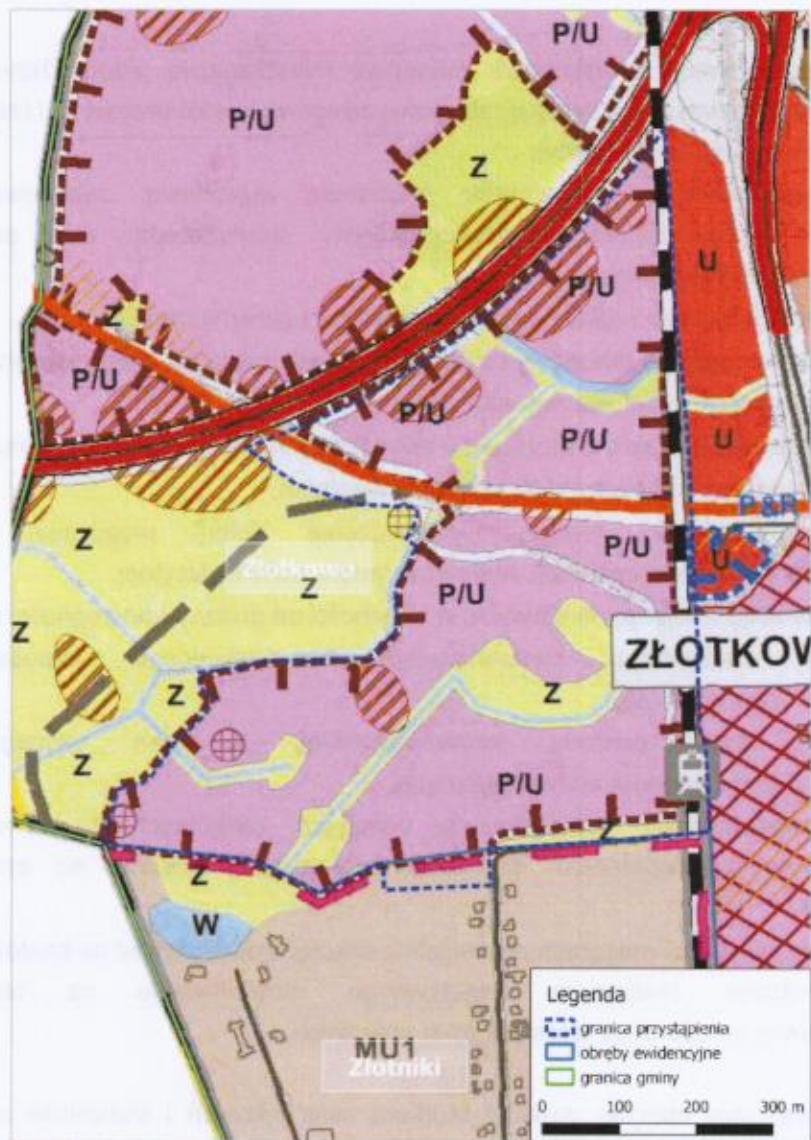 P/U
P/U
P/U
Z
U
P/U
Z
P/U
P/U
P/U
U
P&R
Z
Złotkowo
Z
P/U
P/U
U
Z
ZŁOTKOW
Z
Z
Z
P/U
Z
Z
W
MU1
Złotniki
Legenda
granica przystąpienia
obręby ewidencyjne
granica gminy
0 100 200 300 m